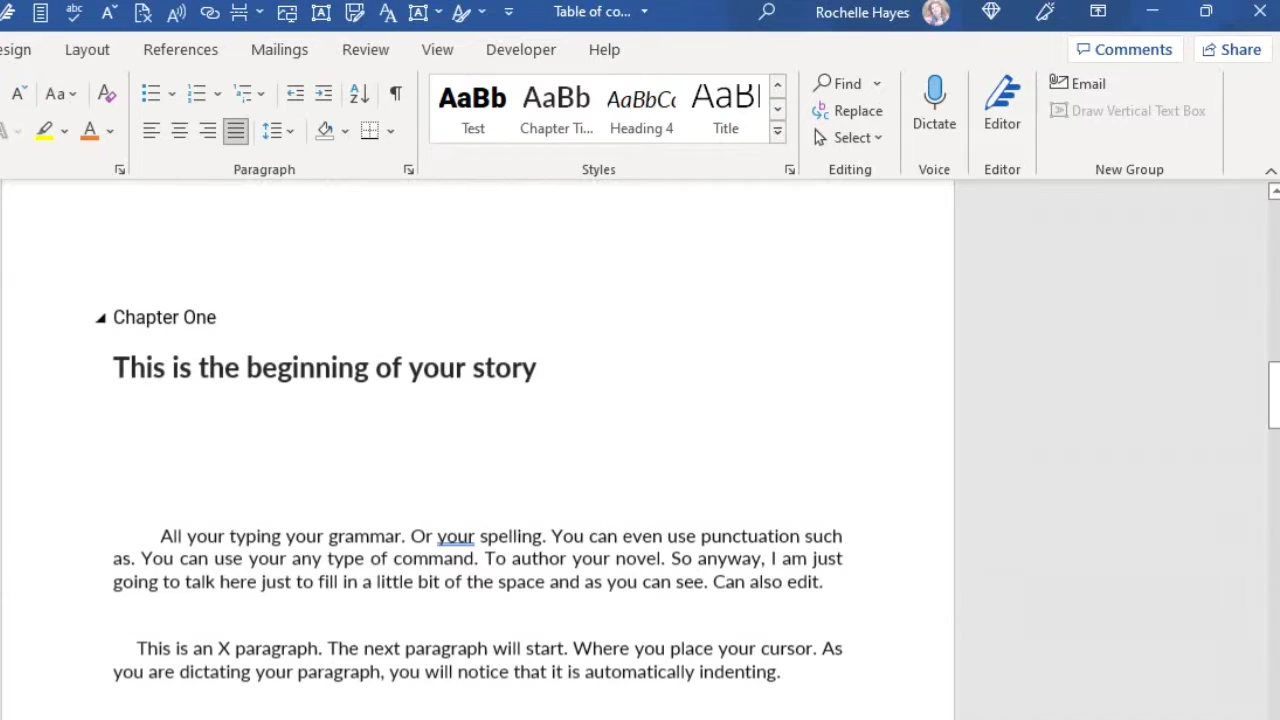 Table of co...
Rochelle Hayes
esign Layout References Mailings Review View Developer Help
Comments Share
Aa
Find
Replace
Select
AaBb AaBb AaBbCc AaBl
Test Chapter Ti... Heading 4 Title
Dictate
Editor
Email
Draw Vertical Text Box
Paragraph Styles Editing Voice Editor New Group
Chapter One
This is the beginning of your story
All your typing your grammar. Or your spelling. You can even use punctuation such
as. You can use your any type of command. To author your novel. So anyway, I am just
going to talk here just to fill in a little bit of the space and as you can see. Can also edit.
This is an X paragraph. The next paragraph will start. Where you place your cursor. As
you are dictating your paragraph, you will notice that it is automatically indenting.